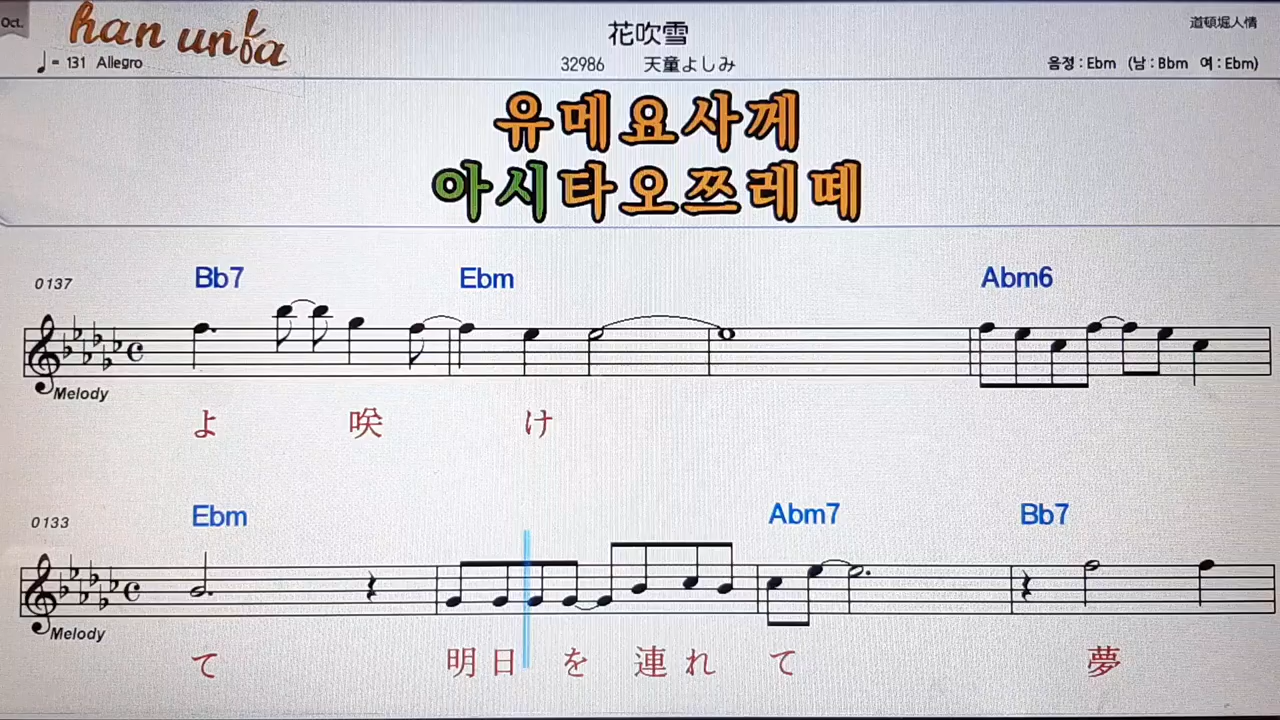 Oct.
han unfa
♩= 131 Allegro
花吹雪
32986 天童よしみ
道頓堀人情
음정 : Ebm (남 : Bbm 여 : Ebm)
유메요사께
아시타오쯔레떼
0137 Bb7 Ebm Abm6
Melody
よ 咲 け
0133 Ebm Abm7 Bb7
Melody
て 明 日 を 連 れ て 夢